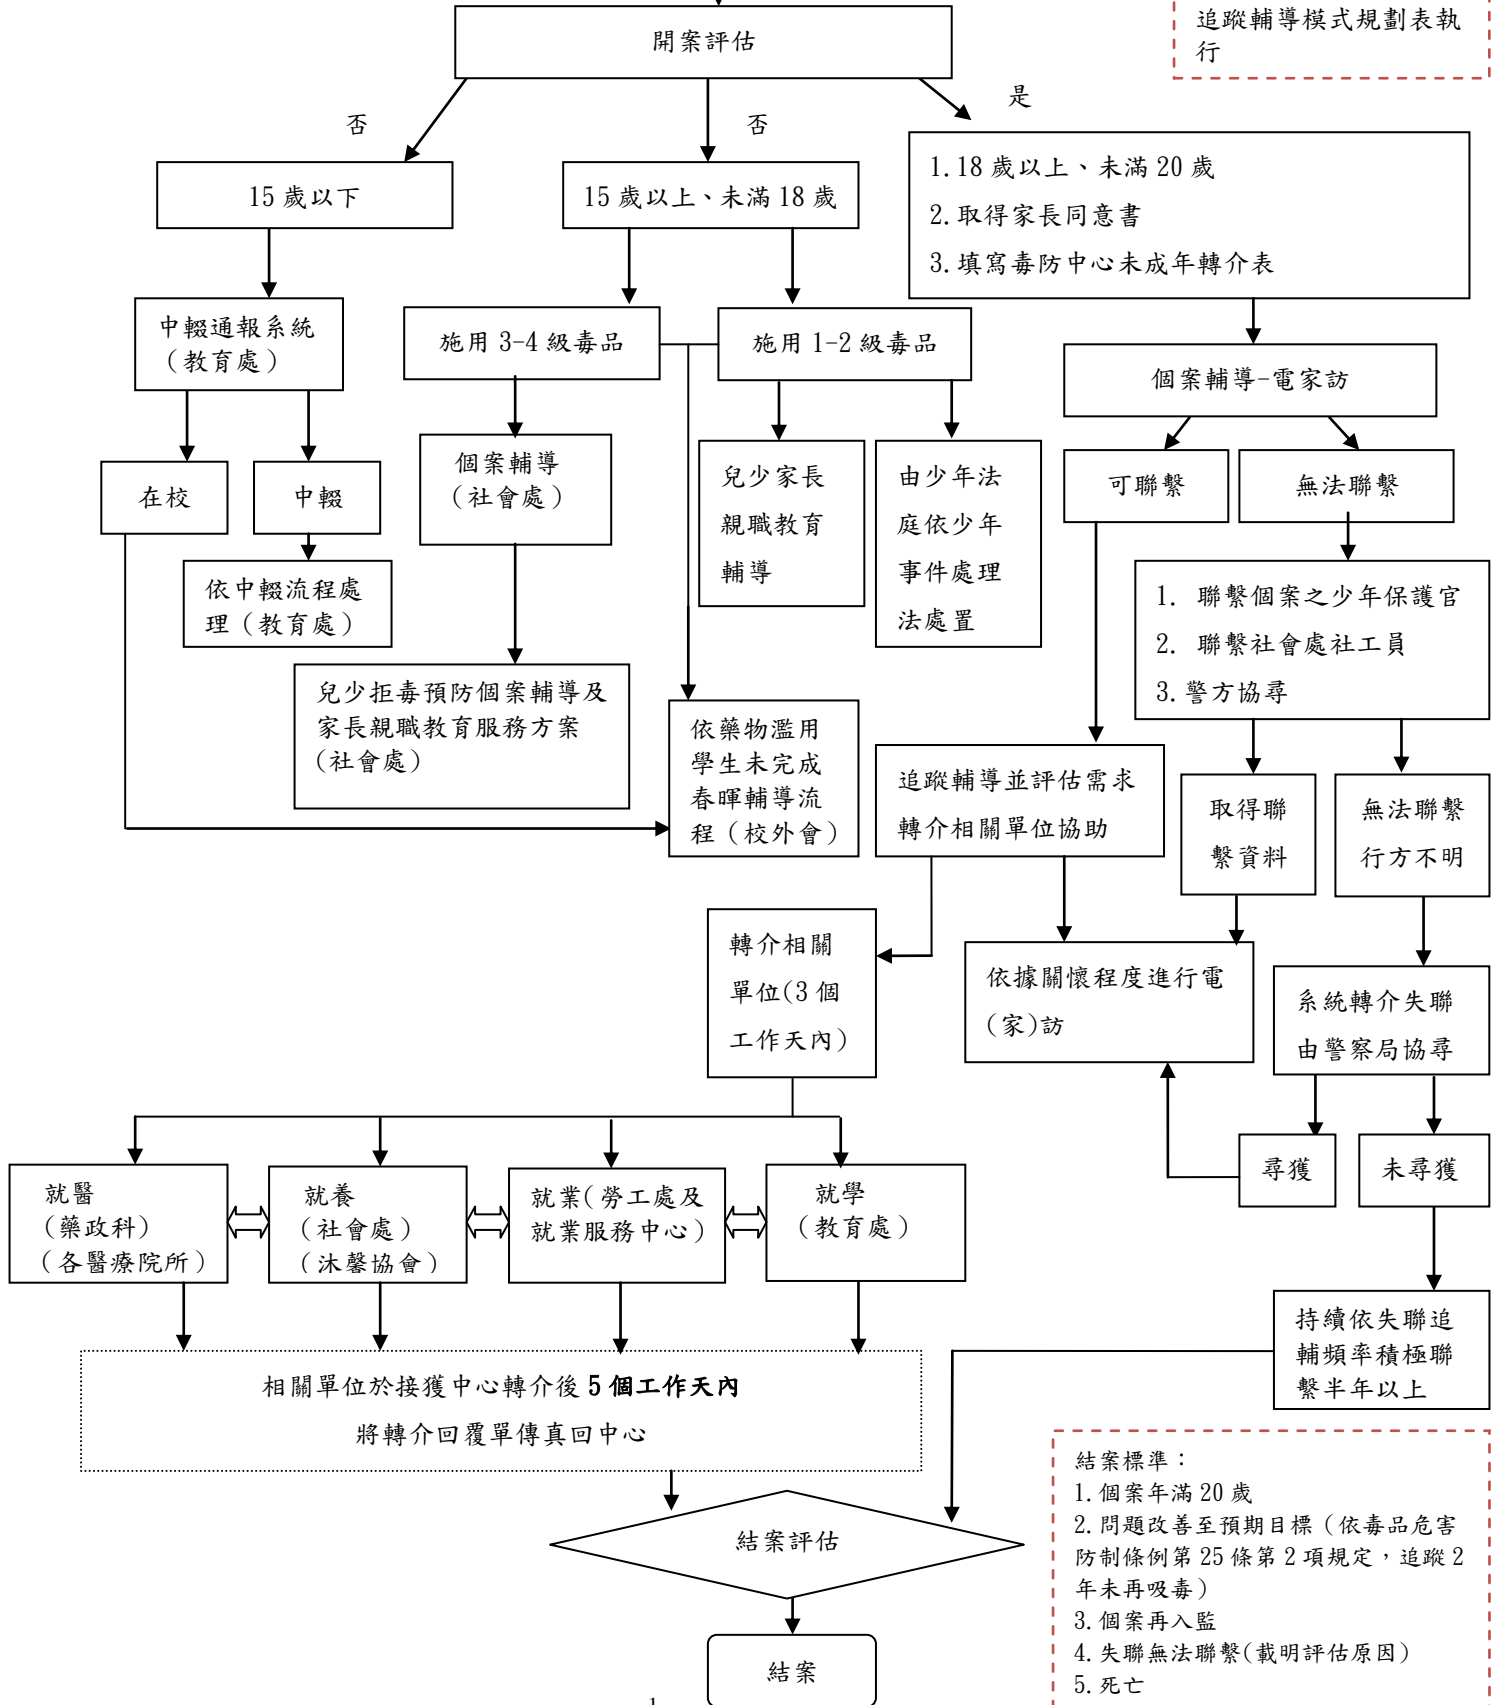 追蹤輔導模式規劃表執
行
開案評估
否
否
是
15 歲以下
15 歲以上、未滿 18 歲
1.18 歲以上、未滿 20 歲
2.取得家長同意書
3.填寫毒防中心未成年轉介表
中輟通報系統
（教育處）
施用 3-4 級毒品
施用 1-2 級毒品
個案輔導-電家訪
在校
中輟
個案輔導
（社會處）
兒少家長
親職教育
輔導
由少年法
庭依少年
事件處理
法處置
可聯繫
無法聯繫
依中輟流程處
理（教育處）
1. 聯繫個案之少年保護官
2. 聯繫社會處社工員
3.警方協尋
兒少拒毒預防個案輔導及
家長親職教育服務方案
(社會處)
依藥物濫用
學生未完成
春暉輔導流
程（校外會）
追蹤輔導並評估需求
轉介相關單位協助
取得聯
繫資料
無法聯繫
行方不明
轉介相關
單位(3 個
工作天內)
依據關懷程度進行電
(家)訪
系統轉介失聯
由警察局協尋
尋獲
未尋獲
就醫
(藥政科)
（各醫療院所）
就養
(社會處)
（沐馨協會）
就業(勞工處及
就業服務中心)
就學
（教育處）
持續依失聯追
輔頻率積極聯
繫半年以上
相關單位於接獲中心轉介後 5 個工作天內
將轉介回覆單傳真回中心
結案評估
結案標準：
1.個案年滿 20 歲
2.問題改善至預期目標（依毒品危害
防制條例第 25 條第 2 項規定，追蹤 2
年未再吸毒）
3.個案再入監
4.失聯無法聯繫(載明評估原因)
5.死亡
結案
1